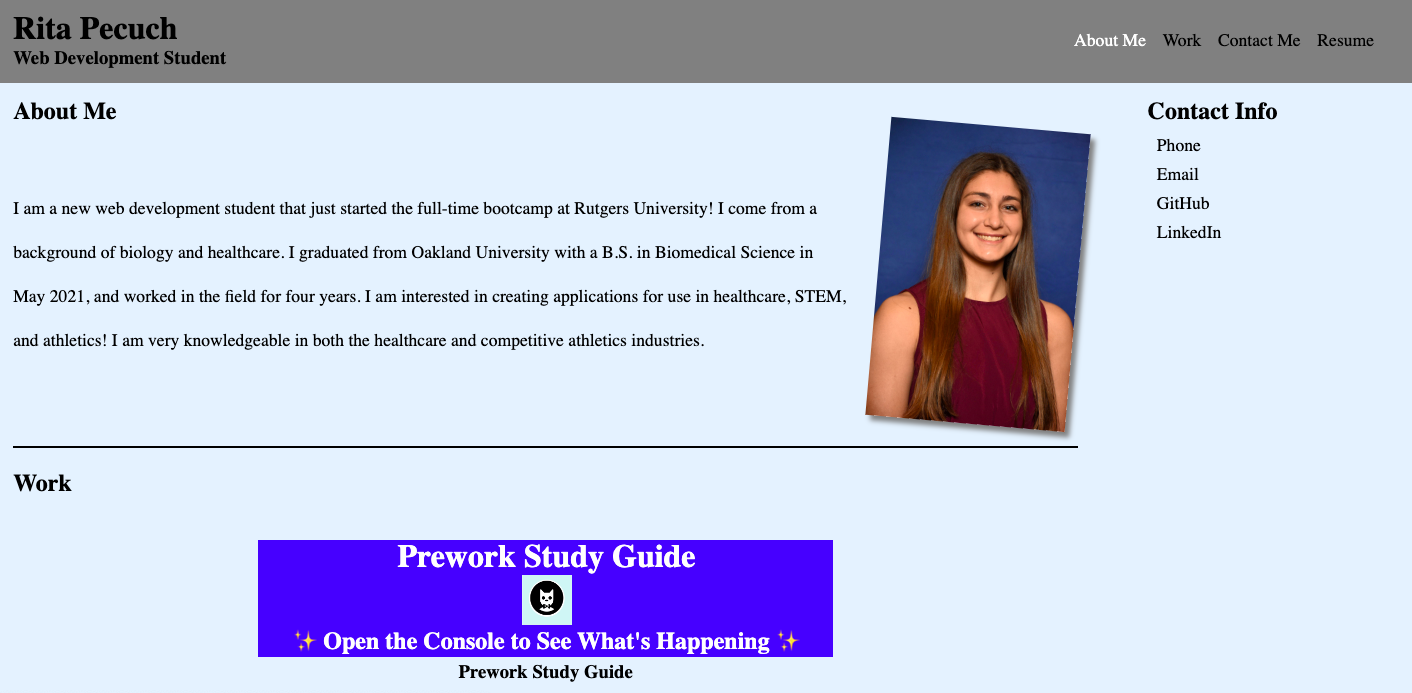 Rita Pecuch
Web Development Student
About Me Work Contact Me Resume
About Me
I am a new web development student that just started the full-time bootcamp at Rutgers University! I come from a
background of biology and healthcare. I graduated from Oakland University with a B.S. in Biomedical Science in
May 2021, and worked in the field for four years. I am interested in creating applications for use in healthcare, STEM,
and athletics! I am very knowledgeable in both the healthcare and competitive athletics industries.
Contact Info
Phone
Email
GitHub
LinkedIn
Work
Prework Study Guide
✨ Open the Console to See What's Happening ✨
Prework Study Guide